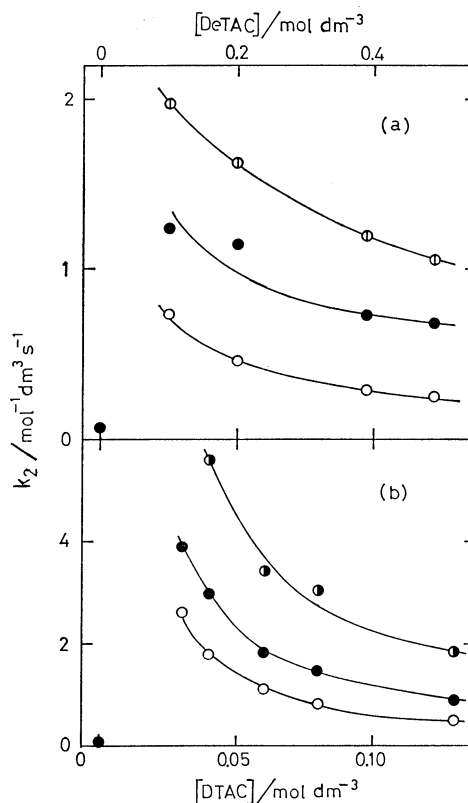 [DeTAC]/mol dm⁻³
0 0.2 0.4
2
(a)
1
0
k₂ / mol⁻¹dm³s⁻¹
(b)
4
2
0
0 0.05 0.10
[DTAC]/mol dm⁻³